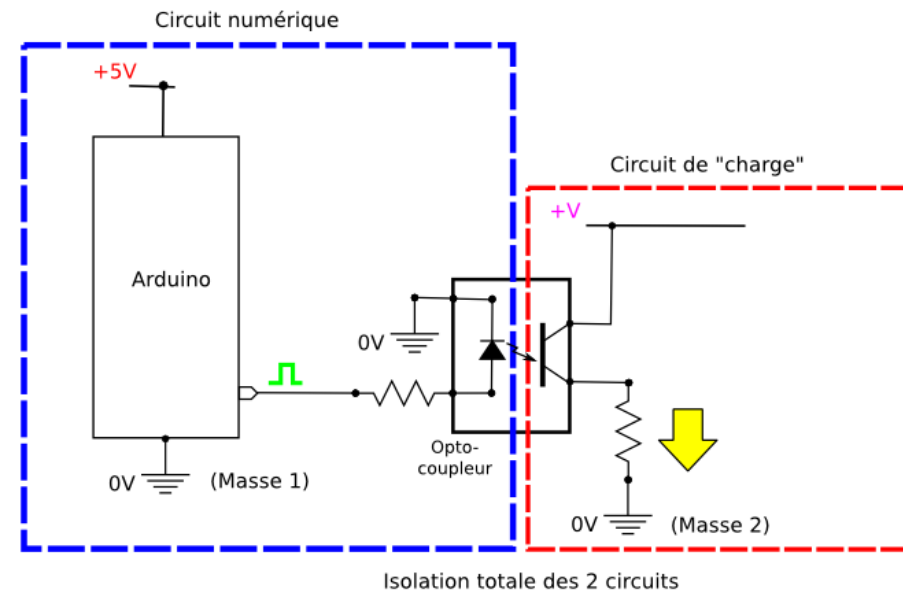 Circuit numérique
+5V
Circuit de "charge"
+V
Arduino
0V
Opto-
coupleur
0V
(Masse 1)
0V
(Masse 2)
Isolation totale des 2 circuits